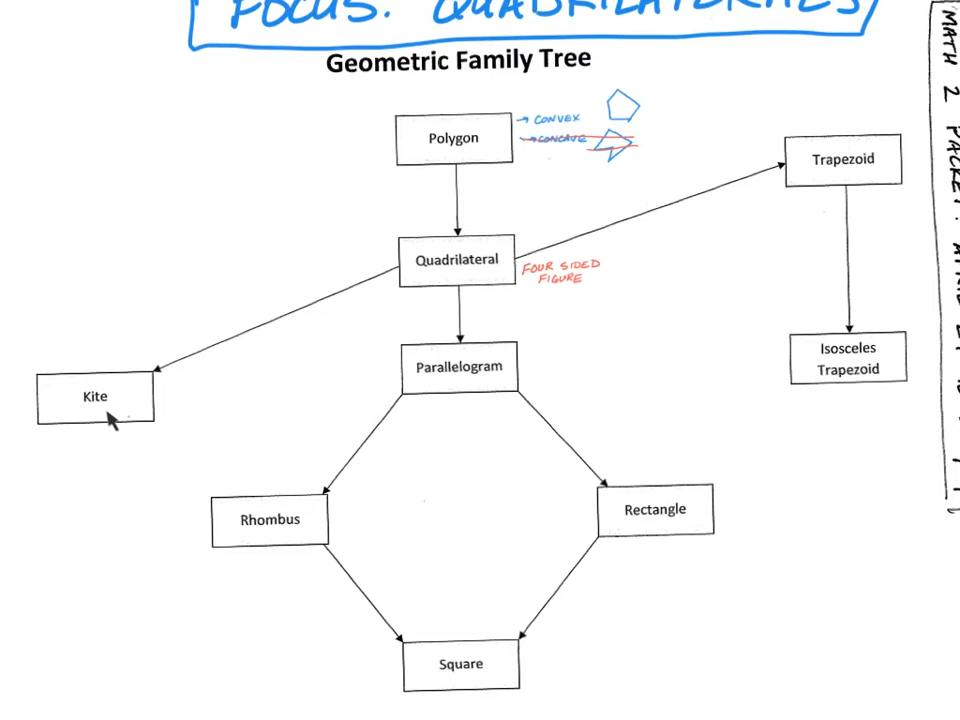 FOCUS: QUADRILATERALS
Geometric Family Tree
Polygon
→ CONVEX
→ CONCAVE
Trapezoid
Quadrilateral
FOUR SIDED
FIGURE
Isosceles
Trapezoid
Parallelogram
Kite
Rhombus
Rectangle
Square
MATH 2 PACKET: